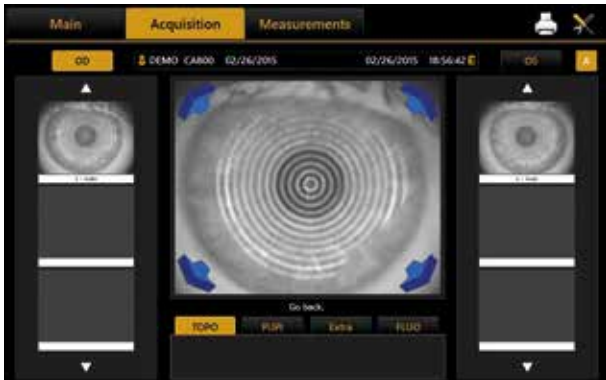 Main Acquisition Measurements
OD DEMO CA800 02/26/2015 02/26/2015 18:56:42 OS A
Go back.
TOPO PUPI Extra FLUO